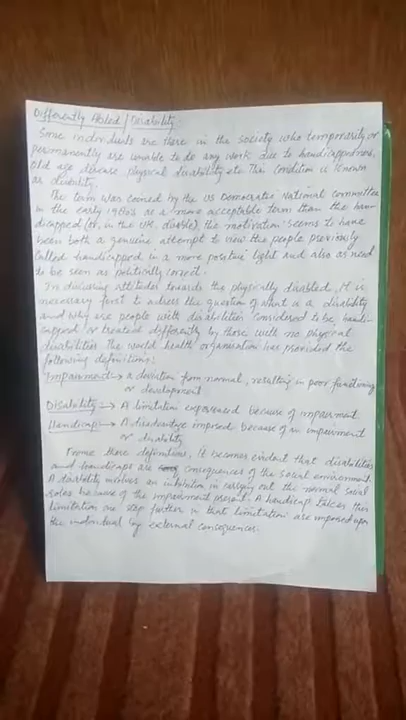 Differently Abled / Disability.
Some individuals are there in the society who temporarily or
permanently are unable to do any work due to handicappedness,
Old age disease physical disability etc This condition is Known
as disbility.
The term was coined by the US Democratic National committee
in the early 1980s as a more acceptable term than the han
dicapped (or, in the UK, disable), the motivation seems to have
been both a genuine attempt to view the people previously
called handicapped in a more positive light and also as need
to be seen as politically correct.
In discussing attitudes towards the physically disabled, it is
necessary first to adress the question of what is a disability
and why are people with disabilities considered to be handi-
capped or treated differently by those with no physical
disabilities the world health organisation has provided the
following definitions:
Impairment → a deviation from normal, resulting in poor functioning
or development
Disability → A limitation experienced because of impairment.
Handicap → A disadvantage imposed because of an impairment
or disability
From these definitions, it becomes evident that disabilities
and handicaps are consequences of the social environment.
A disability involves an inhibition in carrying out the normal social
roles because of the impairment present. A handicap takes this
limitation one step further in that limitation are imposed upon
the individual by external consequences.